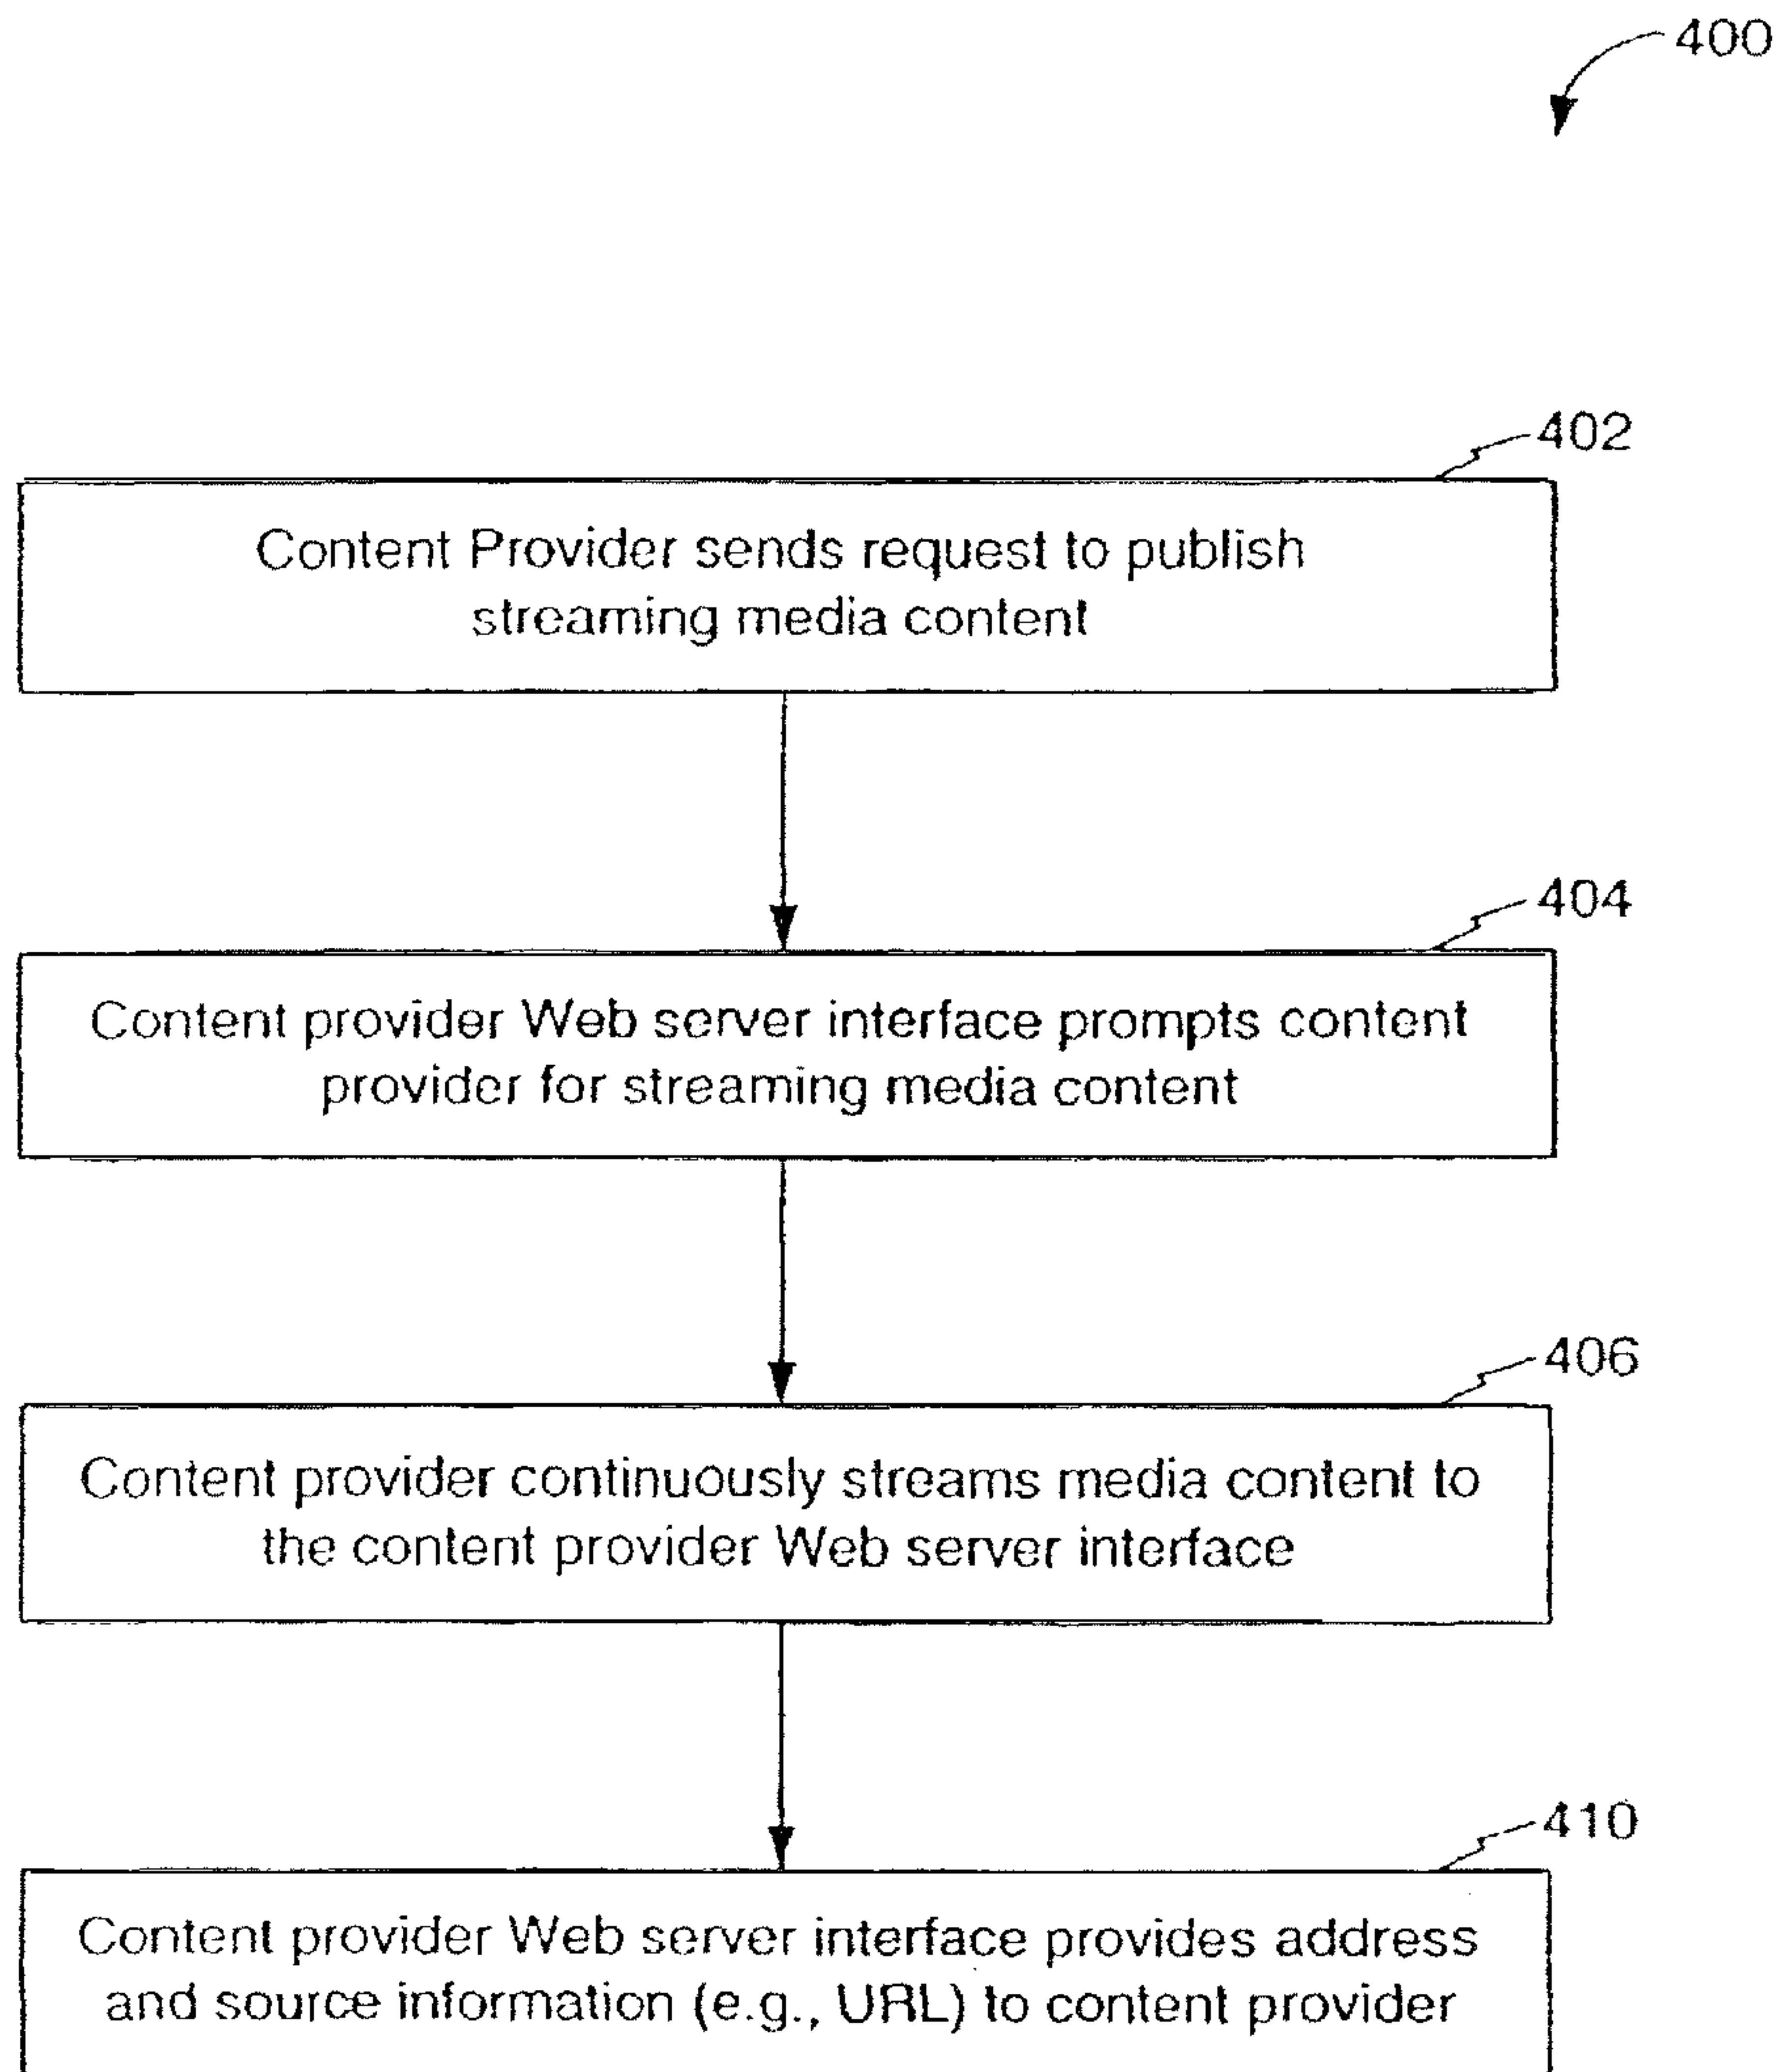 400
402
Content Provider sends request to publish
streaming media content
404
Content provider Web server interface prompts content
provider for streaming media content
406
Content provider continuously streams media content to
the content provider Web server interface
410
Content provider Web server interface provides address
and source information (e.g., URL) to content provider